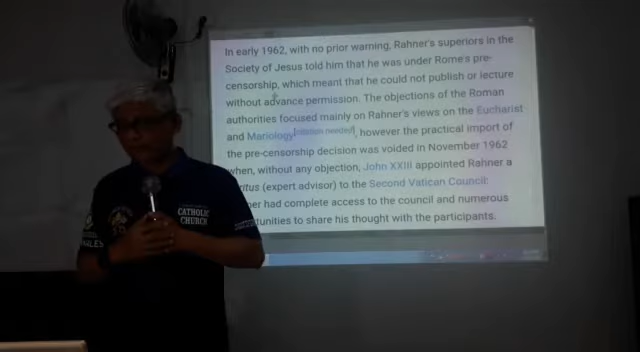 In early 1962, with no prior warning, Rahner's superiors in the
Society of Jesus told him that he was under Rome's pre-
censorship, which meant that he could not publish or lecture
without advance permission. The objections of the Roman
authorities focused mainly on Rahner's views on the Eucharist
and Mariology[citation needed], however the practical import of
the pre-censorship decision was voided in November 1962
when, without any objection, John XXIII appointed Rahner a
ritus (expert advisor) to the Second Vatican Council:
her had complete access to the council and numerous
tunities to share his thought with the participants.
CATHOLIC
CHURCH